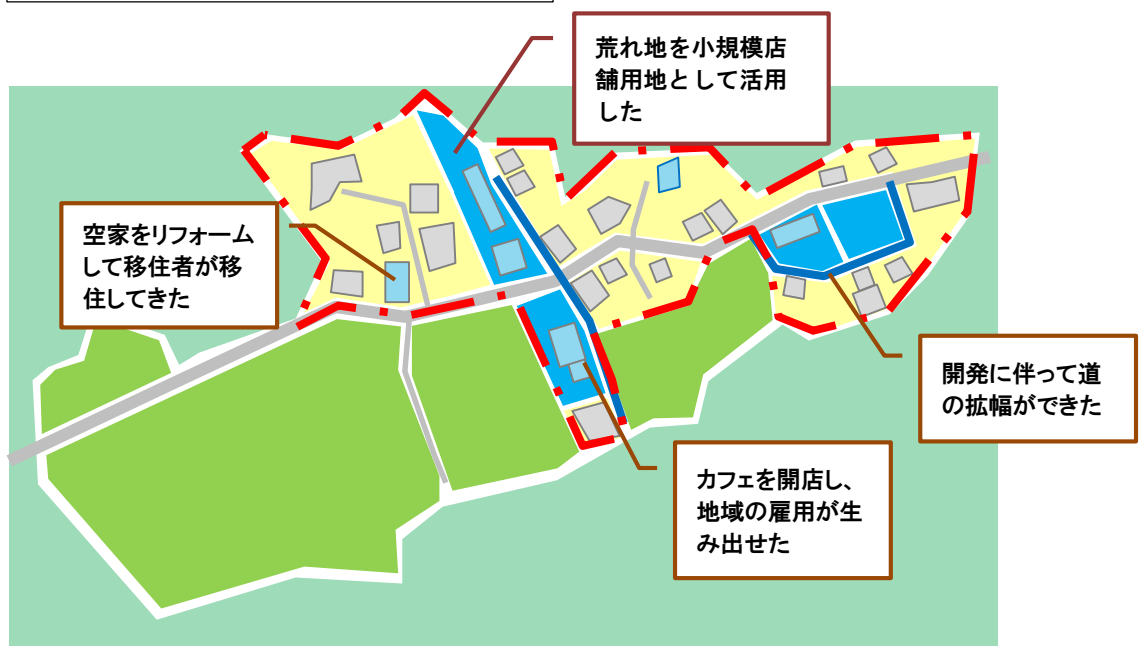 荒れ地を小規模店
舗用地として活用
した
空家をリフォーム
して移住者が移
住してきた
開発に伴って道
の拡幅ができた
カフェを開店し、
地域の雇用が生
み出せた